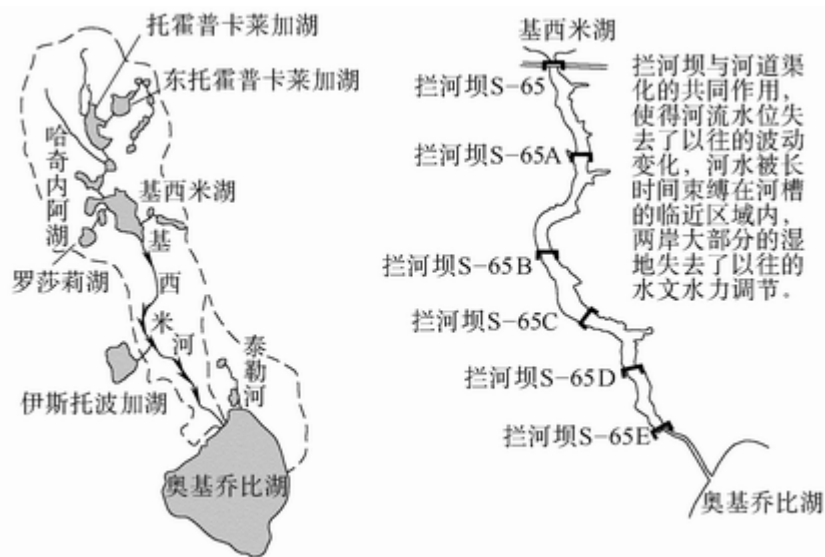 托霍普卡莱加湖
东托霍普卡莱加湖
哈奇内阿湖
基西米湖
罗莎莉湖
基西米河
伊斯托波加湖
泰勒河
奥基乔比湖
基西米湖
拦河坝S-65
拦河坝S-65A
拦河坝S-65B
拦河坝S-65C
拦河坝S-65D
拦河坝S-65E
奥基乔比湖
拦河坝与河道渠
化的共同作用,
使得河流水位失
去了以往的波动
变化,河水被长
时间束缚在河槽
的临近区域内,
两岸大部分的湿
地失去了以往的
水文水力调节。